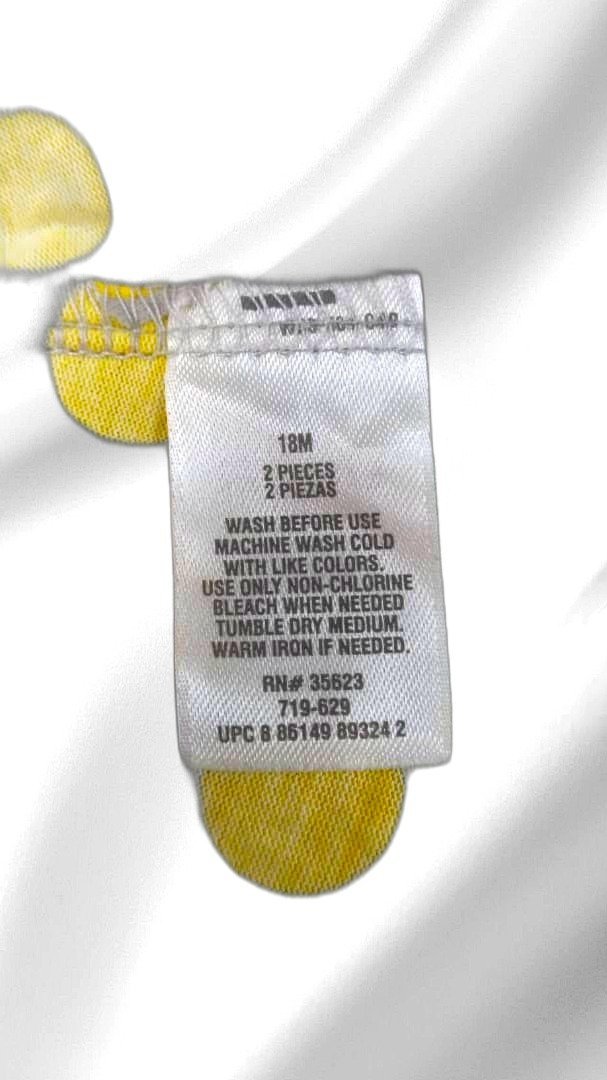 18M
2 PIECES
2 PIEZAS
WASH BEFORE USE
MACHINE WASH COLD
WITH LIKE COLORS.
USE ONLY NON-CHLORINE
BLEACH WHEN NEEDED
TUMBLE DRY MEDIUM.
WARM IRON IF NEEDED.
RN# 35623
719-629
UPC 8 86149 89324 2